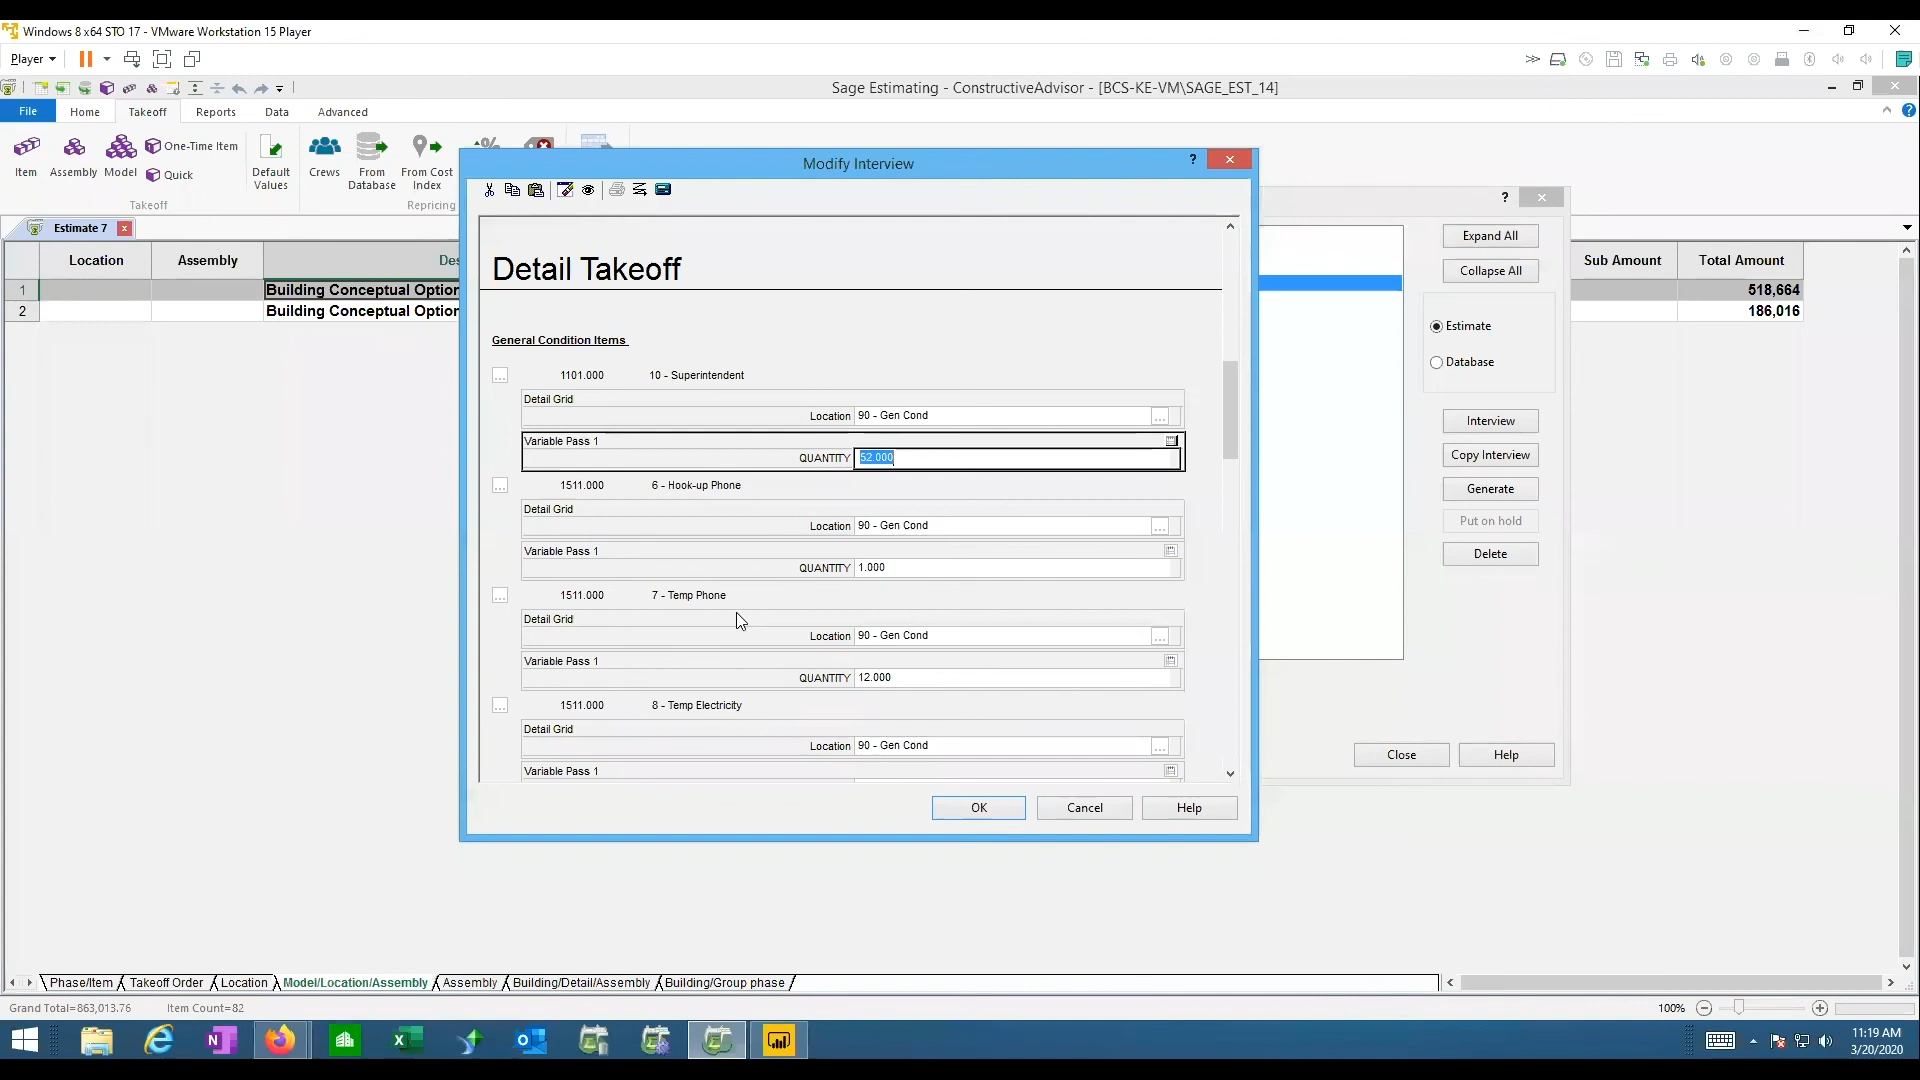 Windows 8 x64 STO 17 - VMware Workstation 15 Player
Player
Sage Estimating - ConstructiveAdvisor - [BCS-KE-VM\SAGE_EST_14]
File Home Takeoff Reports Data Advanced
One-Time Item
Quick
Item Assembly Model
Default Values
Crews
From Database
From Cost Index
Takeoff
Repricing
Modify Interview
Estimate 7
Location Assembly Des Sub Amount Total Amount
1 Building Conceptual Option 518,664
2 Building Conceptual Option 186,016
Detail Takeoff
General Condition Items
1101.000 10 - Superintendent
Detail Grid
Location 90 - Gen Cond
Variable Pass 1
QUANTITY 52.000
1511.000 6 - Hook-up Phone
Detail Grid
Location 90 - Gen Cond
Variable Pass 1
QUANTITY 1.000
1511.000 7 - Temp Phone
Detail Grid
Location 90 - Gen Cond
Variable Pass 1
QUANTITY 12.000
1511.000 8 - Temp Electricity
Detail Grid
Location 90 - Gen Cond
Variable Pass 1
OK Cancel Help
Expand All
Collapse All
Estimate
Database
Interview
Copy Interview
Generate
Put on hold
Delete
Close Help
Phase/Item Takeoff Order Location Model/Location/Assembly Assembly Building/Detail/Assembly Building/Group phase
Grand Total=863,013.76 Item Count=82 100%
11:19 AM
3/20/2020